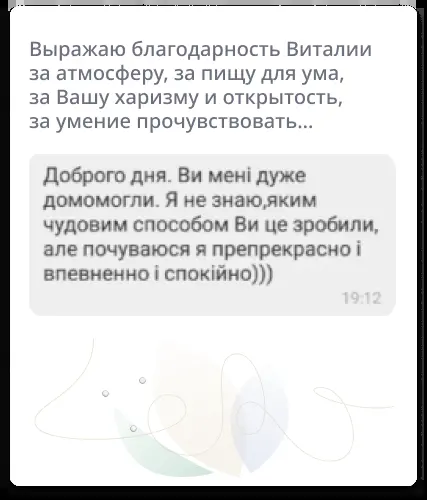 Выражаю благодарность Виталии
за атмосферу, за пищу для ума,
за Вашу харизму и открытость,
за умение прочувствовать...
Доброго дня. Ви мені дуже
домомогли. Я не знаю,яким
чудовим способом Ви це зробили,
але почуваюся я препрекрасно і
впевненно і спокійно)))
19:12